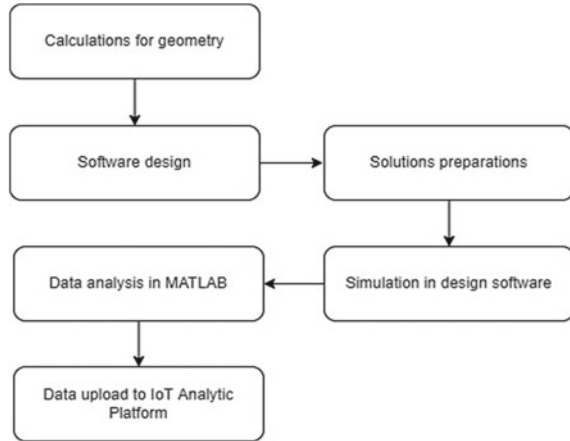 Calculations for geometry
Software design
Solutions preparations
Simulation in design software
Data analysis in MATLAB
Data upload to IoT Analytic
Platform